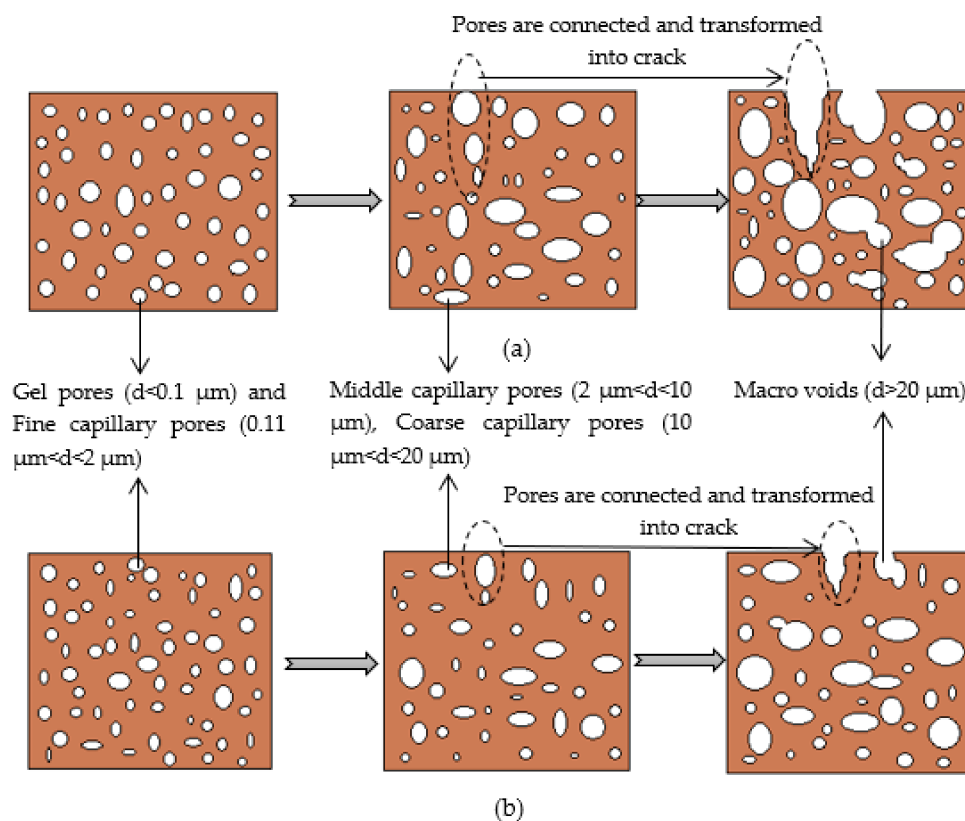 Pores are connected and transformed
into crack
(a)
Gel pores (d<0.1 μm) and
Fine capillary pores (0.11
μm<d<2 μm)
Middle capillary pores (2 μm<d<10
μm), Coarse capillary pores (10
μm<d<20 μm)
Macro voids (d>20 μm)
Pores are connected and transformed
into crack
(b)